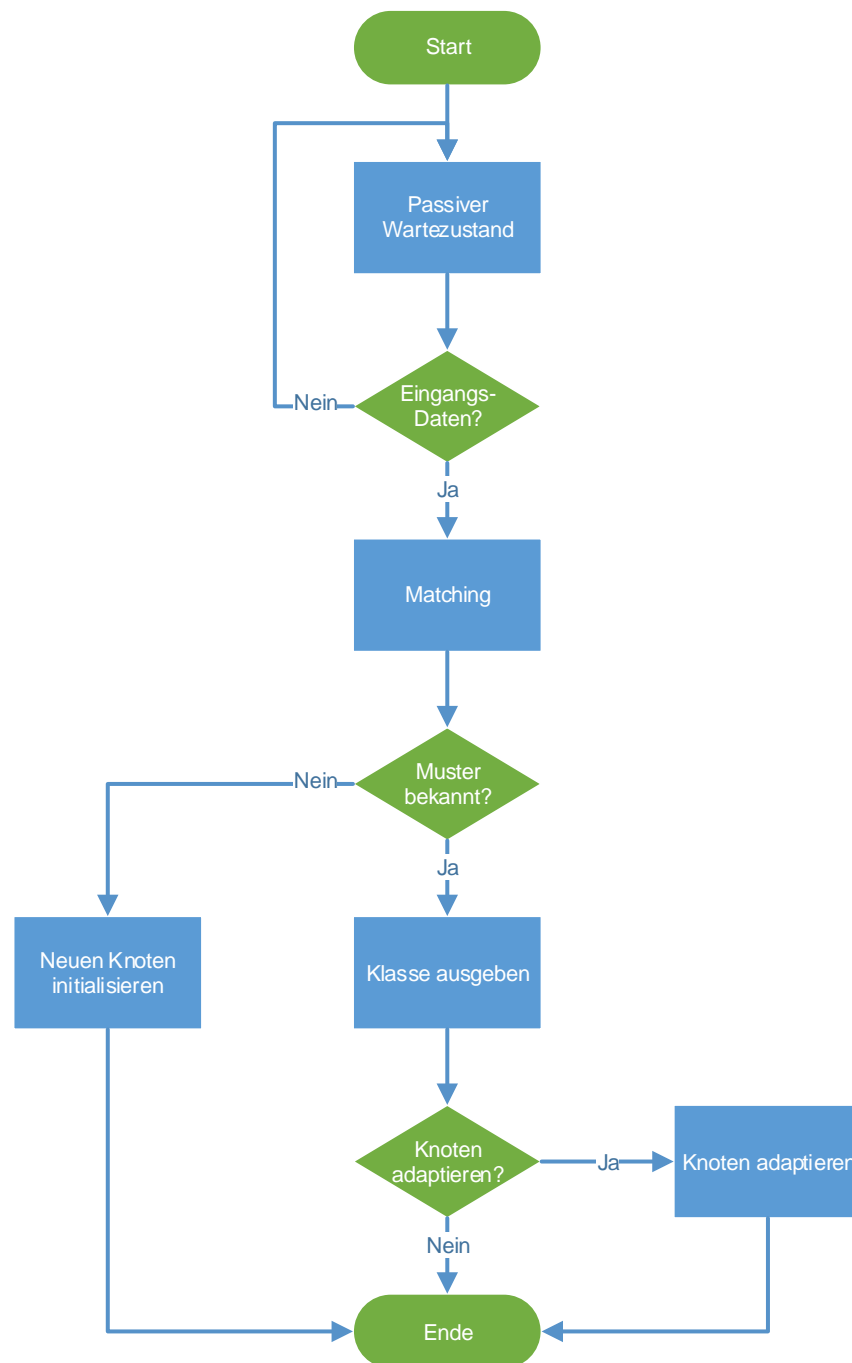 Start
Passiver
Wartezustand
Eingangs-
Daten?
Nein
Ja
Matching
Muster
bekannt?
Nein
Ja
Neuen Knoten
initialisieren
Klasse ausgeben
Knoten
adaptieren?
Ja
Knoten adaptieren
Nein
Ende